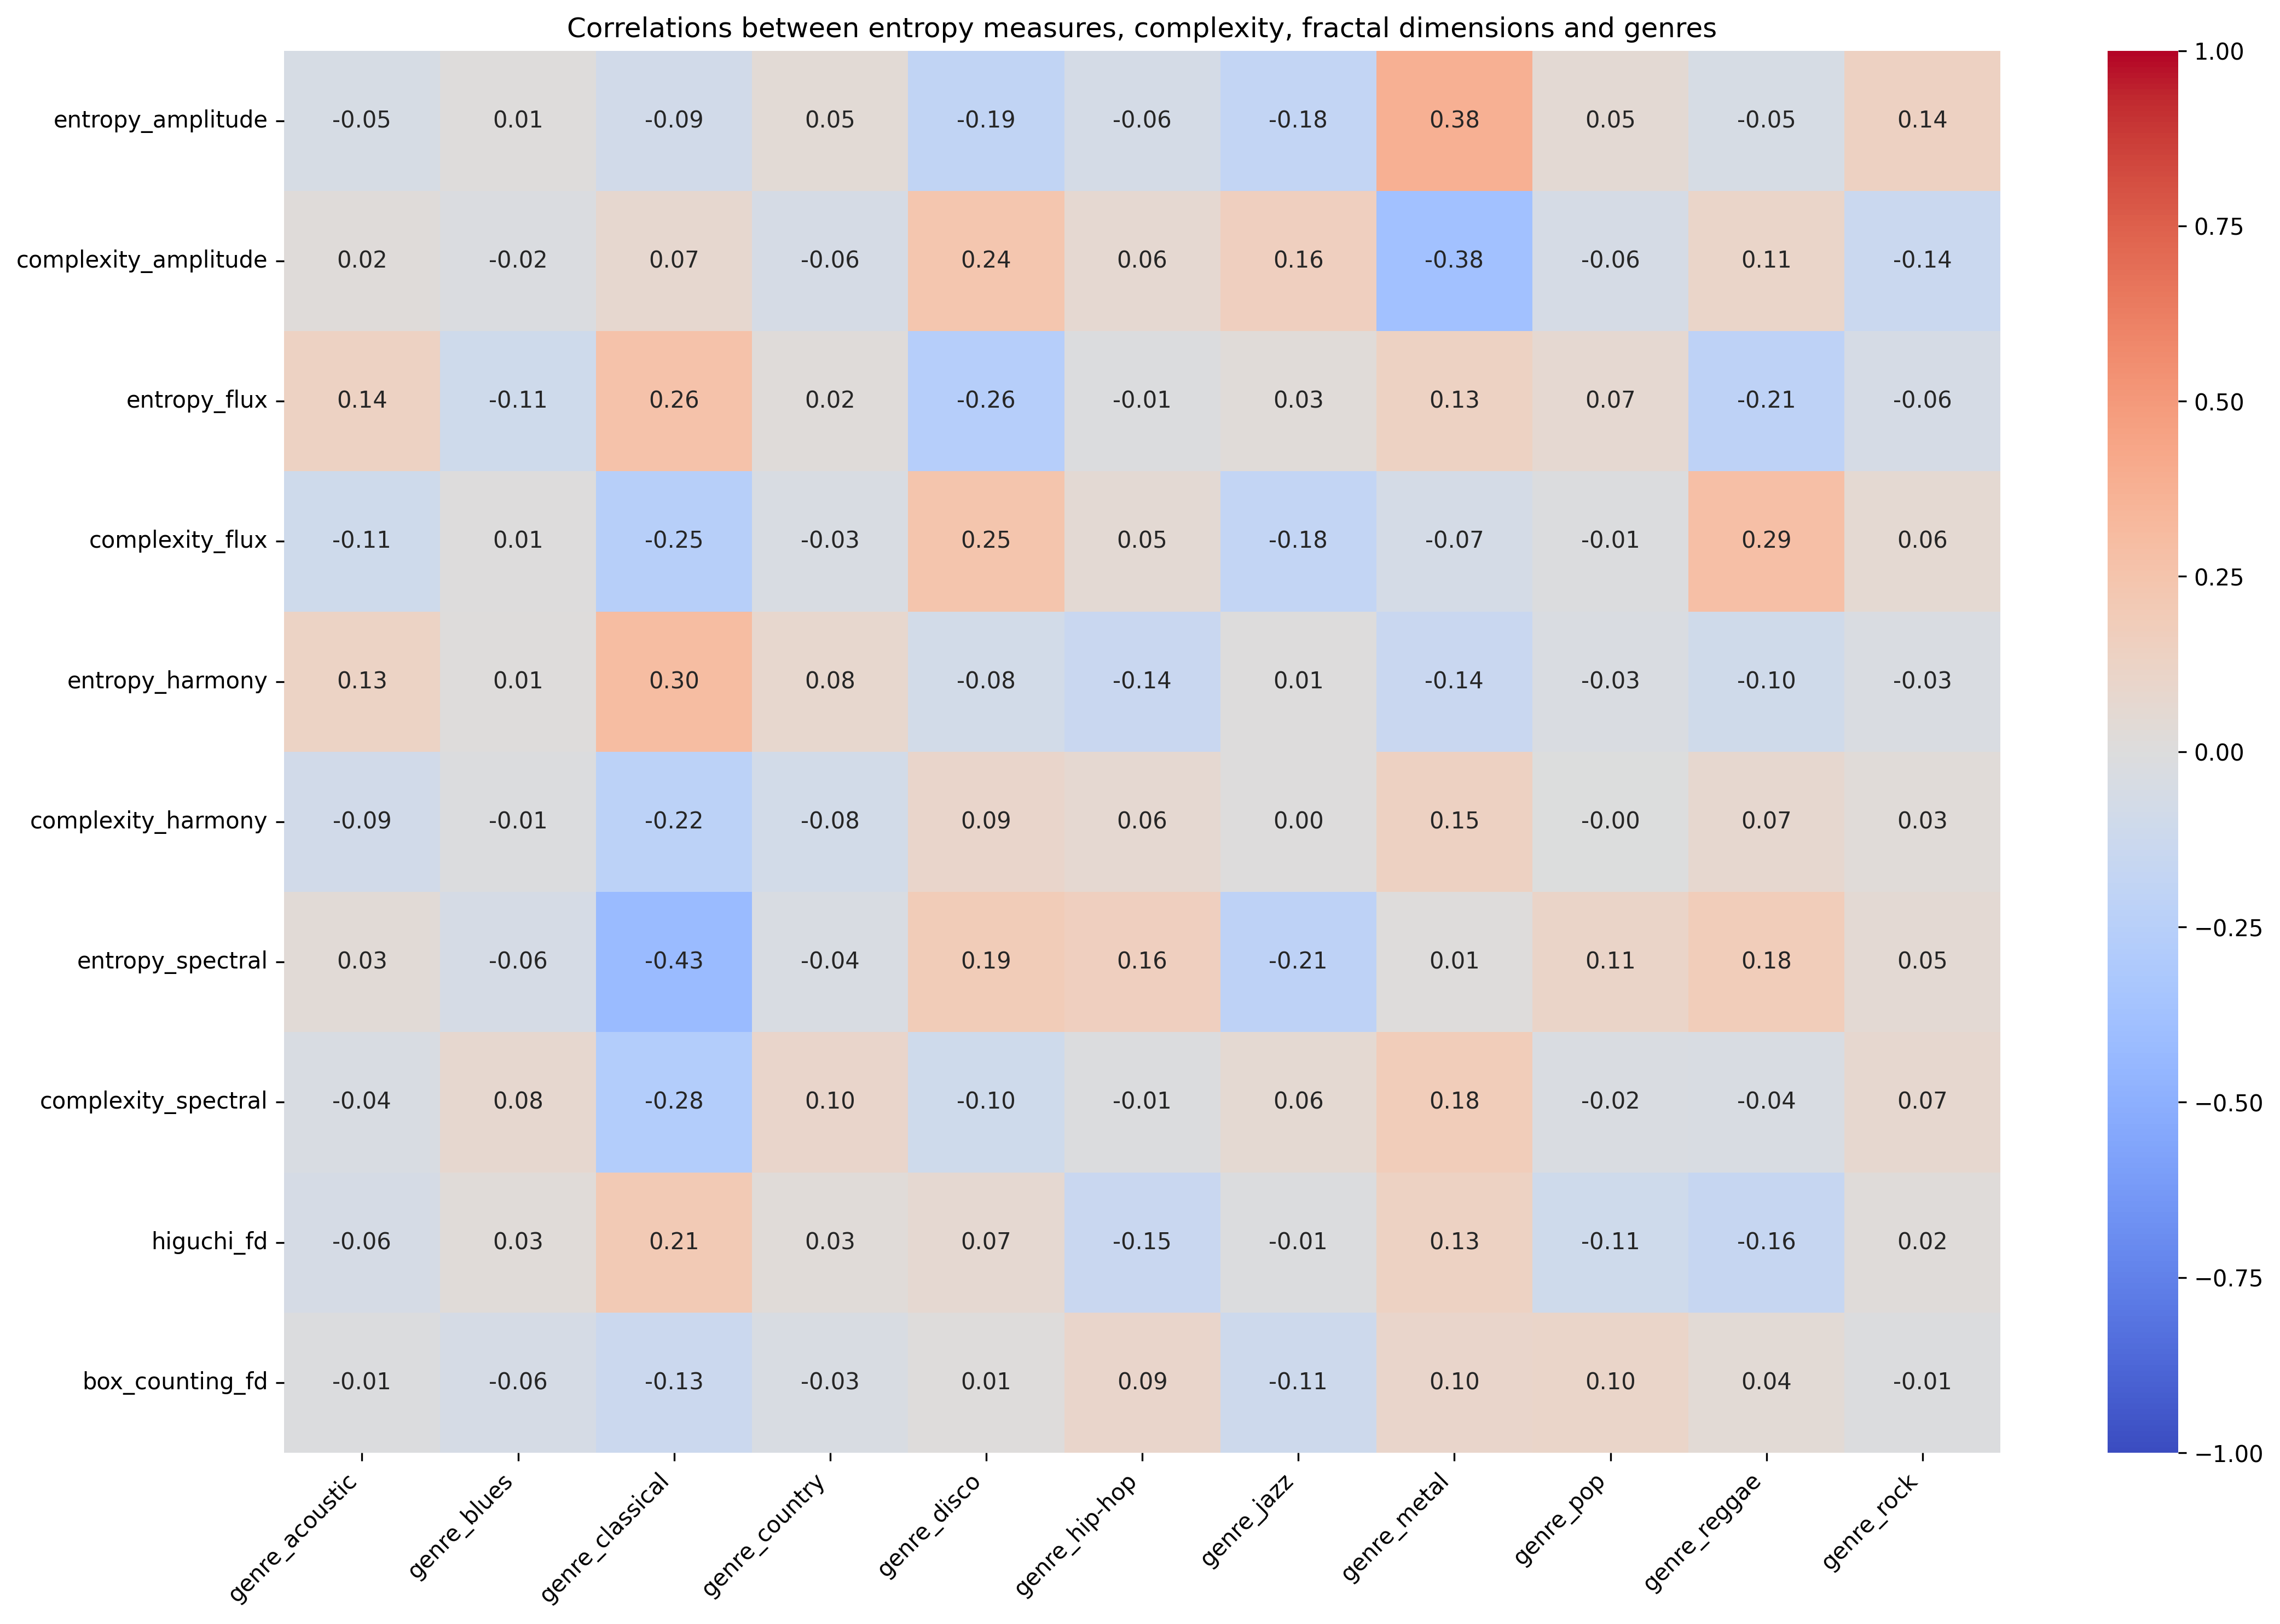 Correlations between entropy measures, complexity, fractal dimensions and genres
entropy_amplitude -0.05 0.01 -0.09 0.05 -0.19 -0.06 -0.18 0.38 0.05 -0.05 0.14
complexity_amplitude 0.02 -0.02 0.07 -0.06 0.24 0.06 0.16 -0.38 -0.06 0.11 -0.14
entropy_flux 0.14 -0.11 0.26 0.02 -0.26 -0.01 0.03 0.13 0.07 -0.21 -0.06
complexity_flux -0.11 0.01 -0.25 -0.03 0.25 0.05 -0.18 -0.07 -0.01 0.29 0.06
entropy_harmony 0.13 0.01 0.30 0.08 -0.08 -0.14 0.01 -0.14 -0.03 -0.10 -0.03
complexity_harmony -0.09 -0.01 -0.22 -0.08 0.09 0.06 0.00 0.15 -0.00 0.07 0.03
entropy_spectral 0.03 -0.06 -0.43 -0.04 0.19 0.16 -0.21 0.01 0.11 0.18 0.05
complexity_spectral -0.04 0.08 -0.28 0.10 -0.10 -0.01 0.06 0.18 -0.02 -0.04 0.07
higuchi_fd -0.06 0.03 0.21 0.03 0.07 -0.15 -0.01 0.13 -0.11 -0.16 0.02
box_counting_fd -0.01 -0.06 -0.13 -0.03 0.01 0.09 -0.11 0.10 0.10 0.04 -0.01
genre_acoustic genre_blues genre_classical genre_country genre_disco genre_hip-hop genre_jazz genre_metal genre_pop genre_reggae genre_rock
1.00
0.75
0.50
0.25
0.00
−0.25
−0.50
−0.75
−1.00